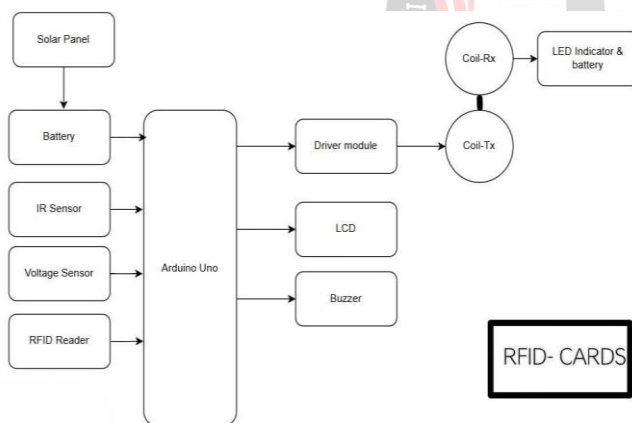 Solar Panel
Battery
IR Sensor
Voltage Sensor
RFID Reader
Arduino Uno
Driver module
LCD
Buzzer
Coil-Rx
Coil-Tx
LED Indicator &
battery
RFID- CARDS